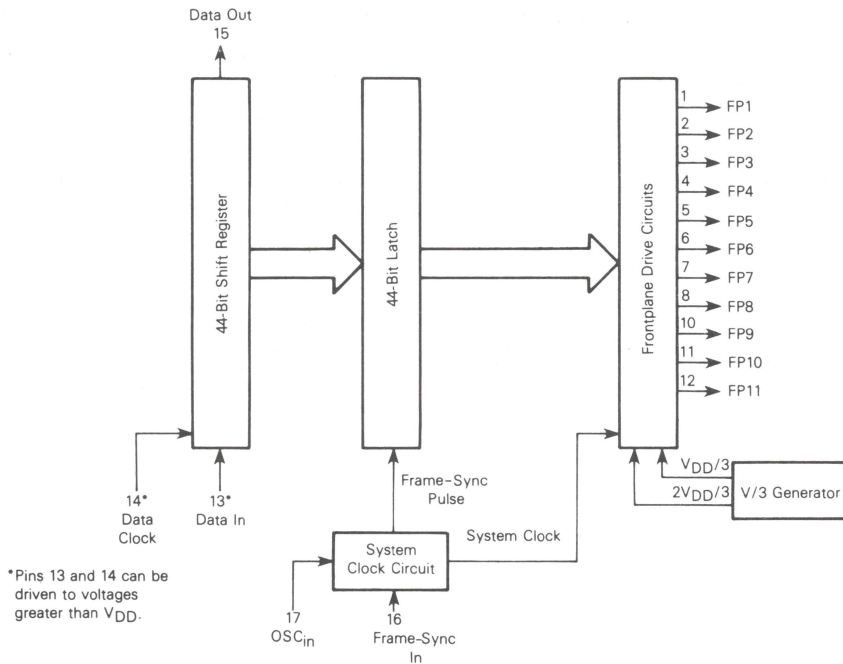 Data Out
15
44-Bit Shift Register
44-Bit Latch
Frontplane Drive Circuits
1
FP1
2
FP2
3
FP3
4
FP4
5
FP5
6
FP6
7
FP7
8
FP8
10
FP9
11
FP10
12
FP11
VDD/3
2VDD/3
V/3 Generator
14*
Data
Clock
13*
Data In
Frame-Sync
Pulse
System
Clock Circuit
System Clock
17
OSCin
16
Frame-Sync
In
*Pins 13 and 14 can be
driven to voltages
greater than VDD.